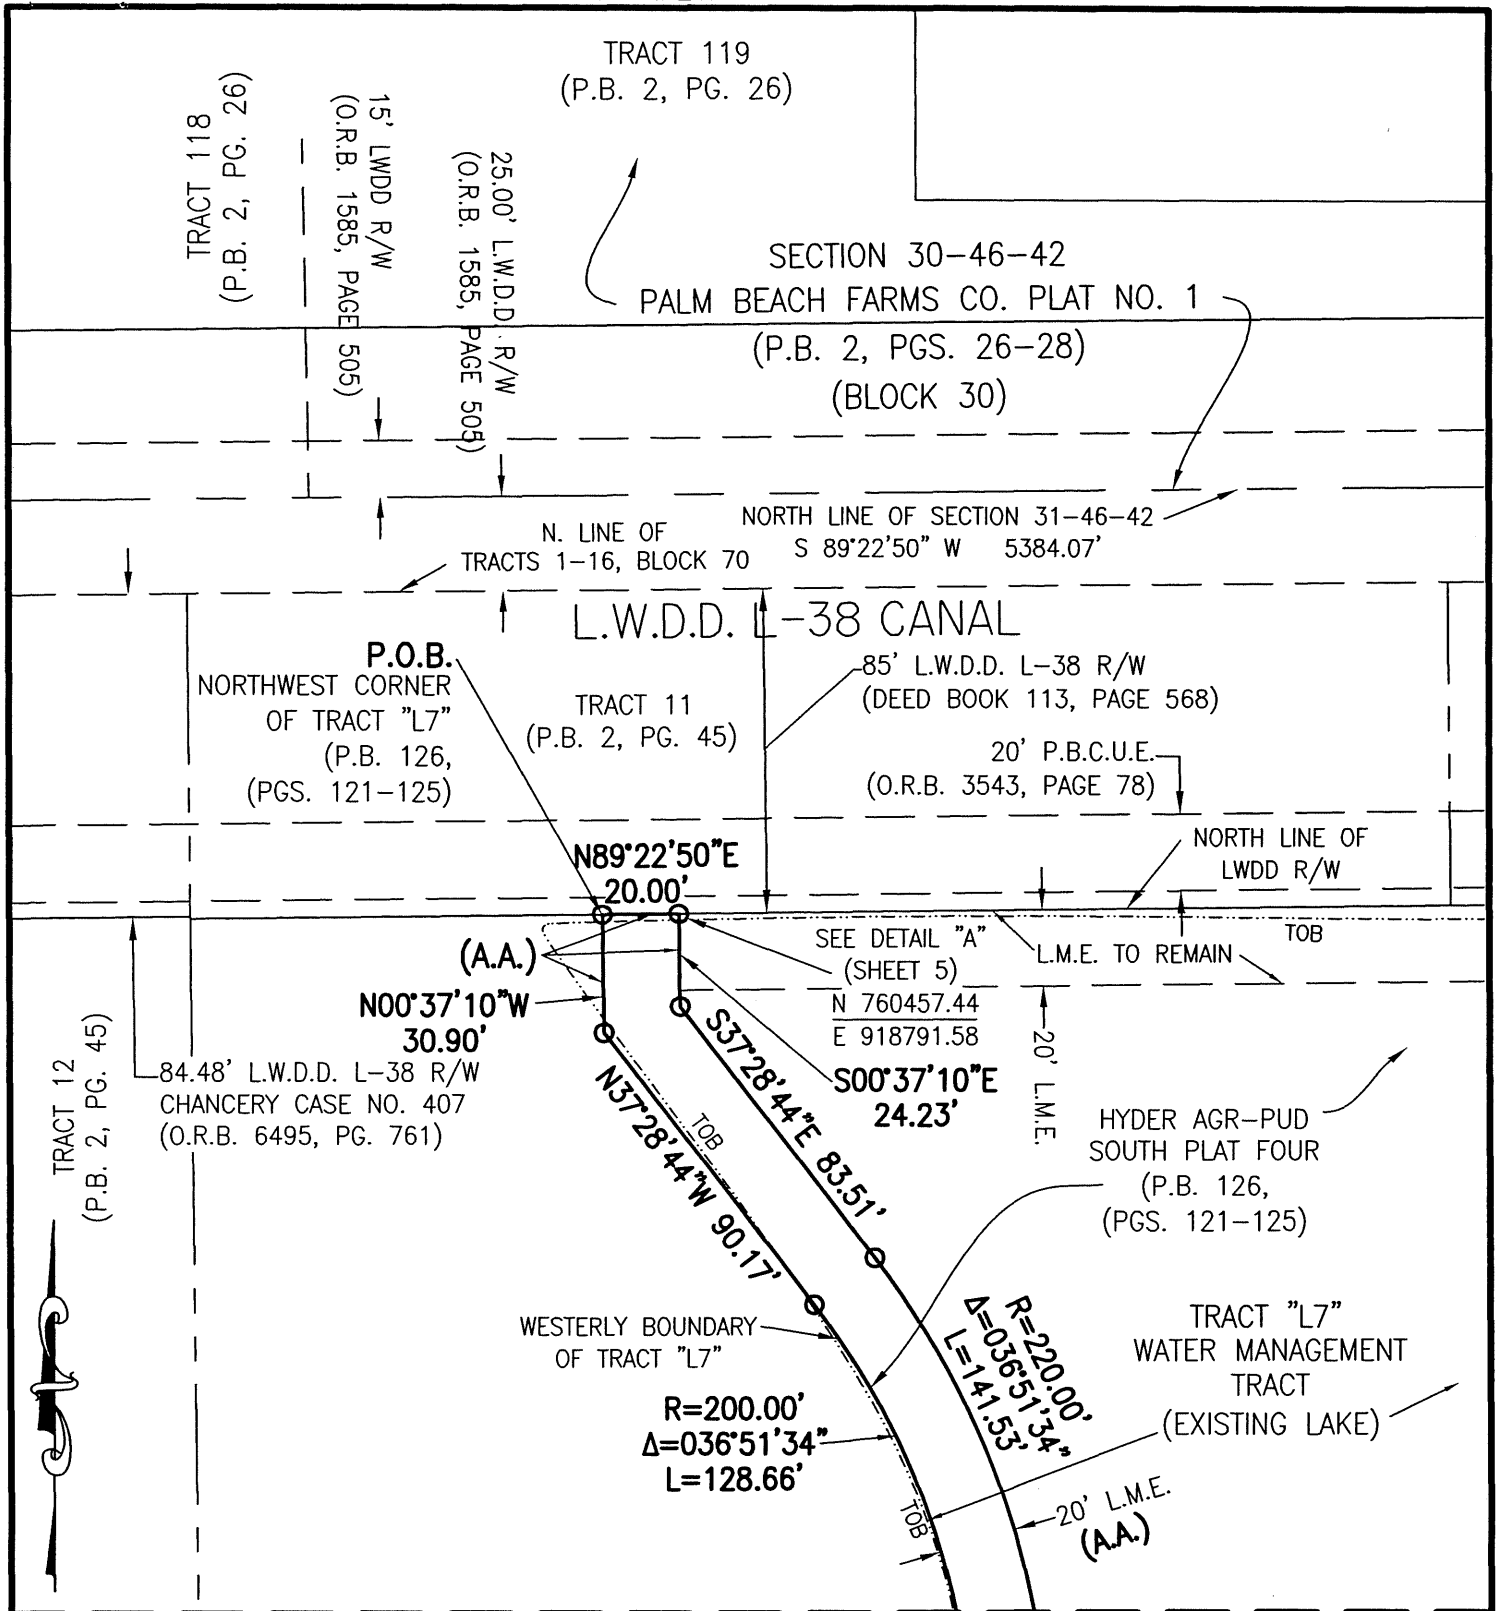 TRACT 119
(P.B. 2, PG. 26)
TRACT 118
(P.B. 2, PG. 26)
15' LWDD R/W
(O.R.B. 1585, PAGE 505)
25.00' L.W.D.D. R/W
(O.R.B. 1585, PAGE 505)
SECTION 30-46-42
PALM BEACH FARMS CO. PLAT NO. 1
(P.B. 2, PGS. 26-28)
(BLOCK 30)
N. LINE OF
TRACTS 1-16, BLOCK 70
NORTH LINE OF SECTION 31-46-42
S 89°22'50" W 5384.07'
L.W.D.D. L-38 CANAL
P.O.B.
NORTHWEST CORNER
OF TRACT "L7"
(P.B. 126,
(PGS. 121-125)
TRACT 11
(P.B. 2, PG. 45)
85' L.W.D.D. L-38 R/W
(DEED BOOK 113, PAGE 568)
20' P.B.C.U.E.
(O.R.B. 3543, PAGE 78)
NORTH LINE OF
LWDD R/W
N89°22'50"E
20.00'
(A.A.)
N00°37'10"W
30.90'
SEE DETAIL "A"
(SHEET 5)
N 760457.44
E 918791.58
L.M.E. TO REMAIN
TOB
20' L.M.E.
S00°37'10"E
24.23'
84.48' L.W.D.D. L-38 R/W
CHANCERY CASE NO. 407
(O.R.B. 6495, PG. 761)
TRACT 12
(P.B. 2, PG. 45)
S37°28'44"E 83.51'
TOB
N37°28'44"W 90.17'
HYDER AGR-PUD
SOUTH PLAT FOUR
(P.B. 126,
(PGS. 121-125)
WESTERLY BOUNDARY
OF TRACT "L7"
R=200.00'
Δ=036°51'34"
L=128.66'
R=220.00'
Δ=036°51'34"
L=141.53'
TRACT "L7"
WATER MANAGEMENT
TRACT
(EXISTING LAKE)
TOB
20' L.M.E.
(A.A.)